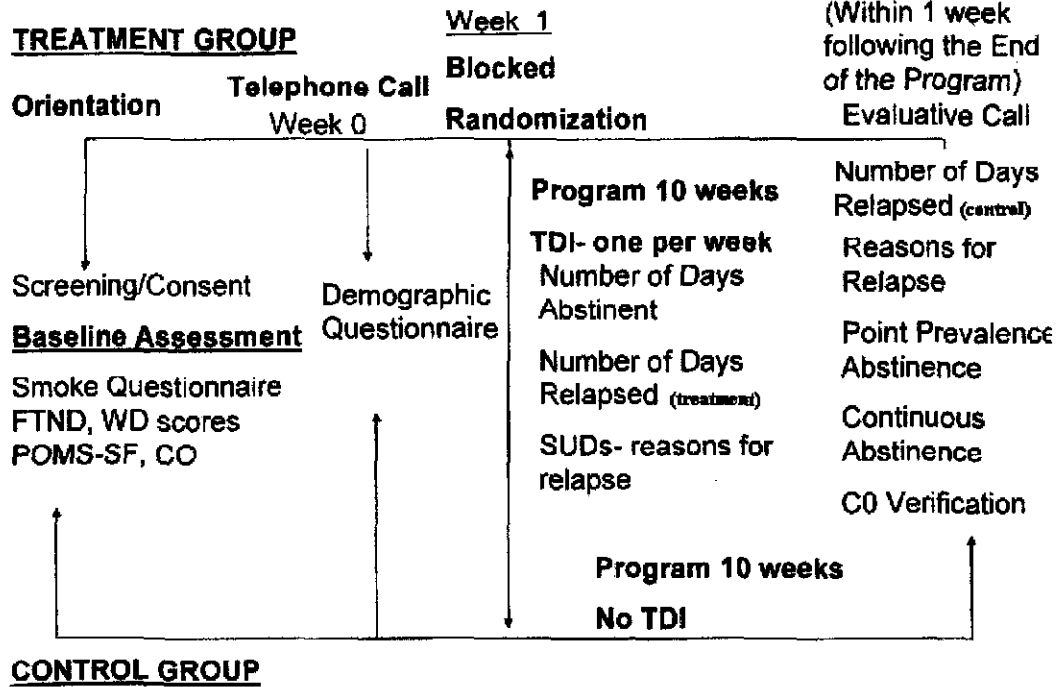 TREATMENT GROUP
Orientation
Telephone Call
Week 0
Week 1
Blocked
Randomization
(Within 1 week
following the End
of the Program)
Evaluative Call
Screening/Consent
Baseline Assessment
Smoke Questionnaire
FTND, WD scores
POMS-SF, CO
Demographic
Questionnaire
Program 10 weeks
TDI- one per week
Number of Days
Abstinent
Number of Days
Relapsed (treatment)
SUDs- reasons for
relapse
Number of Days
Relapsed (control)
Reasons for
Relapse
Point Prevalence
Abstinence
Continuous
Abstinence
C0 Verification
Program 10 weeks
No TDI
CONTROL GROUP